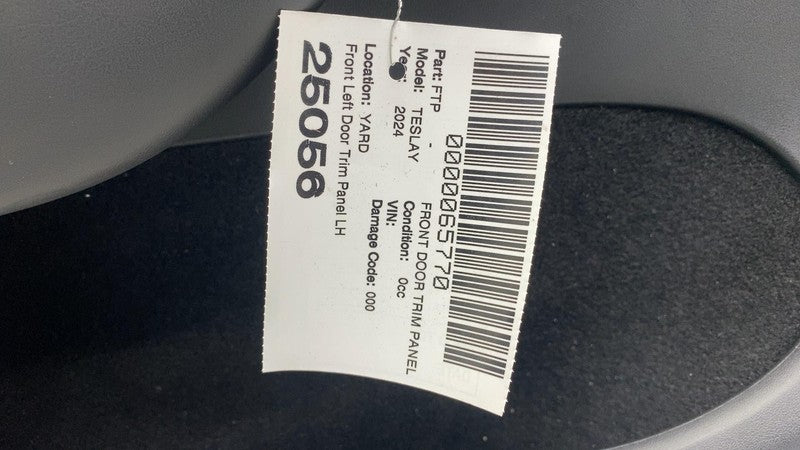 0000065770
Part: FTP - FRONT DOOR TRIM PANEL
Model: TESLAY Condition: 0cc
Year: 2024 VIN:
Location: YARD Damage Code: 000
Front Left Door Trim Panel LH
25056